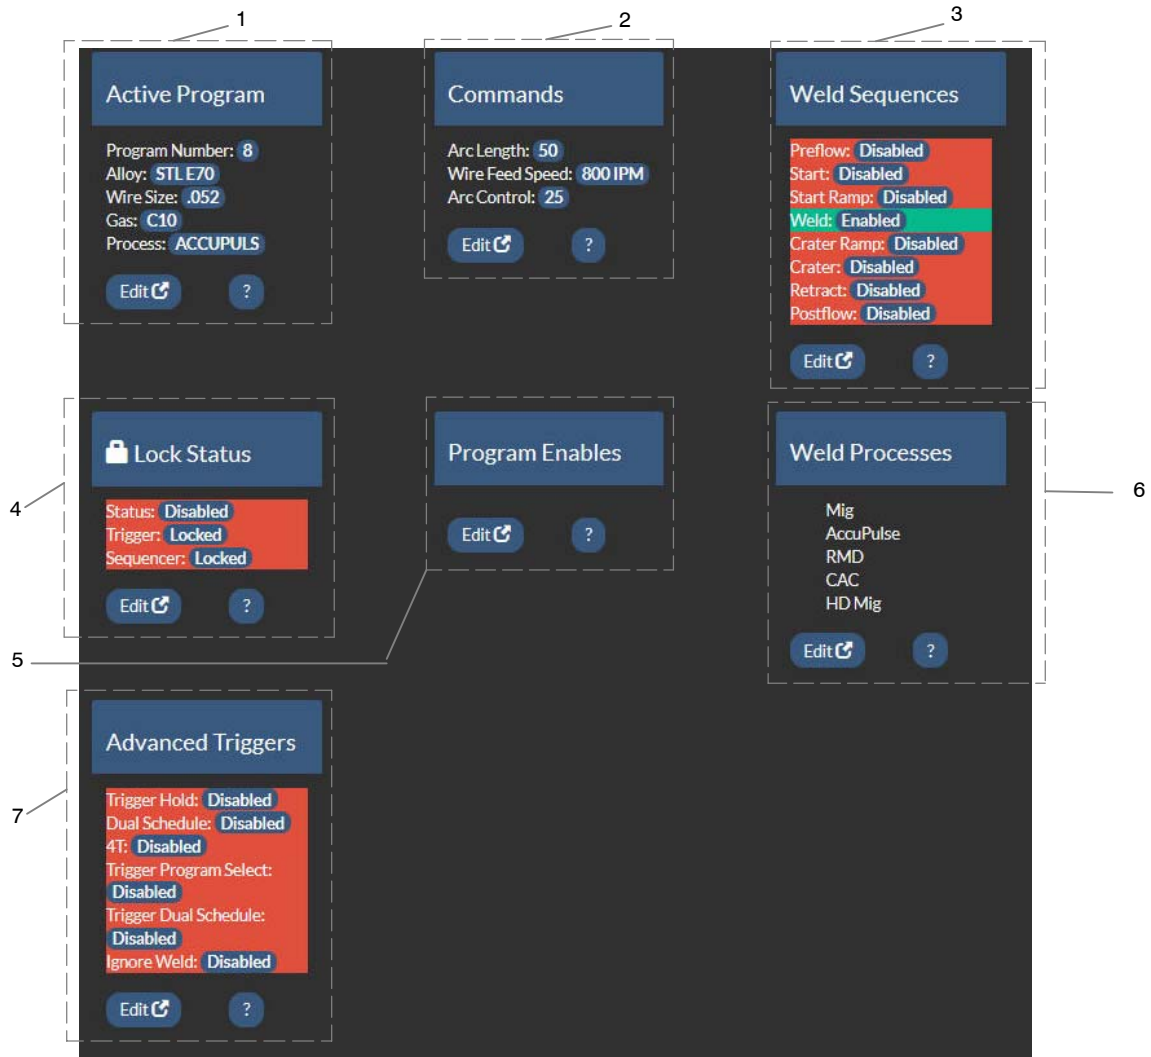 1
2
3
Active Program
Program Number: 8
Alloy: STL E70
Wire Size: .052
Gas: C10
Process: ACCUPULS
Edit ?
Commands
Arc Length: 50
Wire Feed Speed: 800 IPM
Arc Control: 25
Edit ?
Weld Sequences
Preflow: Disabled
Start: Disabled
Start Ramp: Disabled
Weld: Enabled
Crater Ramp: Disabled
Crater: Disabled
Retract: Disabled
Postflow: Disabled
Edit ?
4
Lock Status
Status: Disabled
Trigger: Locked
Sequencer: Locked
Edit ?
5
Program Enables
Edit ?
6
Weld Processes
Mig
AccuPulse
RMD
CAC
HD Mig
Edit ?
7
Advanced Triggers
Trigger Hold: Disabled
Dual Schedule: Disabled
4T: Disabled
Trigger Program Select:
Disabled
Trigger Dual Schedule:
Disabled
Ignore Weld: Disabled
Edit ?